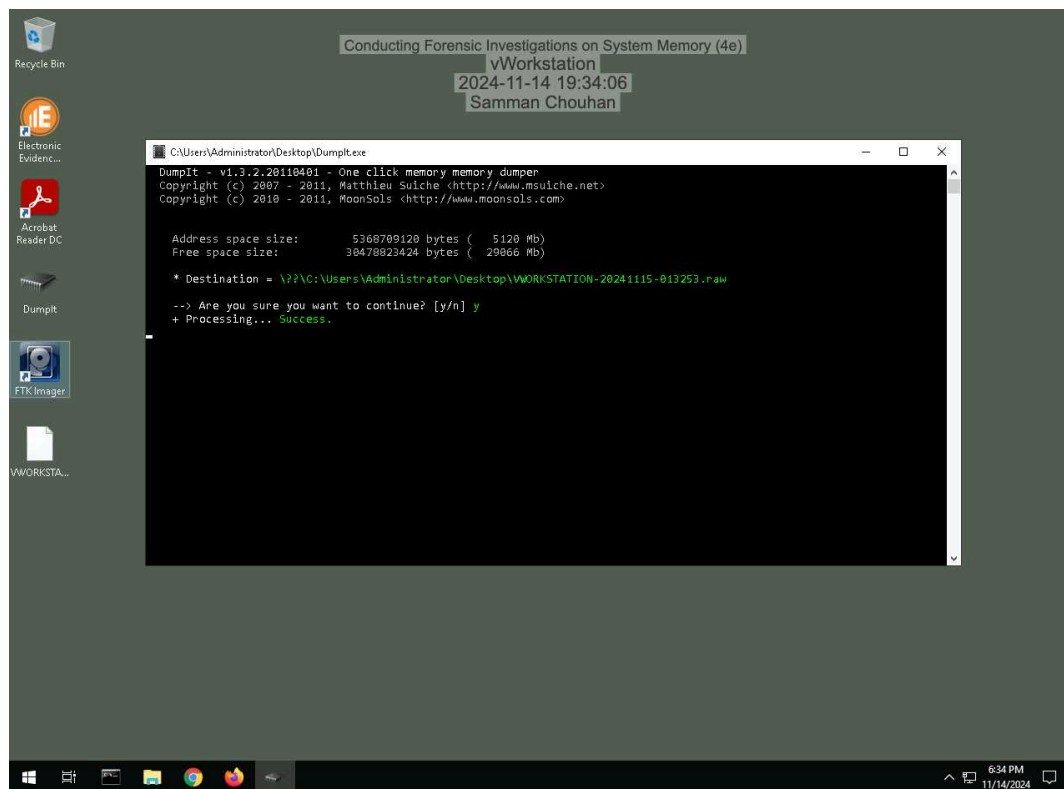 Conducting Forensic Investigations on System Memory (4e)
vWorkstation
2024-11-14 19:34:06
Samman Chouhan
Recycle Bin
Electronic
Evidenc...
Acrobat
Reader DC
DumpIt
FTK Imager
VWORKSTA...
C:\Users\Administrator\Desktop\DumpIt.exe
DumpIt - v1.3.2.20110401 - One click memory memory dumper
Copyright (c) 2007 - 2011, Matthieu Suiche <http://www.msuiche.net>
Copyright (c) 2010 - 2011, MoonSols <http://www.moonsols.com>
Address space size: 5368709120 bytes ( 5120 Mb)
Free space size: 30478823424 bytes ( 29066 Mb)
* Destination = \??\C:\Users\Administrator\Desktop\VWORKSTATION-20241115-013253.raw
--> Are you sure you want to continue? [y/n] y
+ Processing... Success.
6:34 PM
11/14/2024